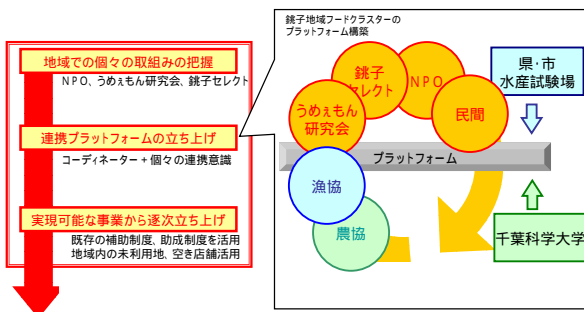 地域での個々の取組みの把握
NPO、うめぇもん研究会、銚子セレクト
連携プラットフォームの立ち上げ
コーディネーター+個々の連携意識
実現可能な事業から逐次立ち上げ
既存の補助制度、助成制度を活用
地域内の未利用地、空き店舗活用
銚子地域フードクラスターの
プラットフォーム構築
銚子
セレクト
NPO
うめぇもん
研究会
民間
県・市
水産試験場
プラットフォーム
漁協
農協
千葉科学大学